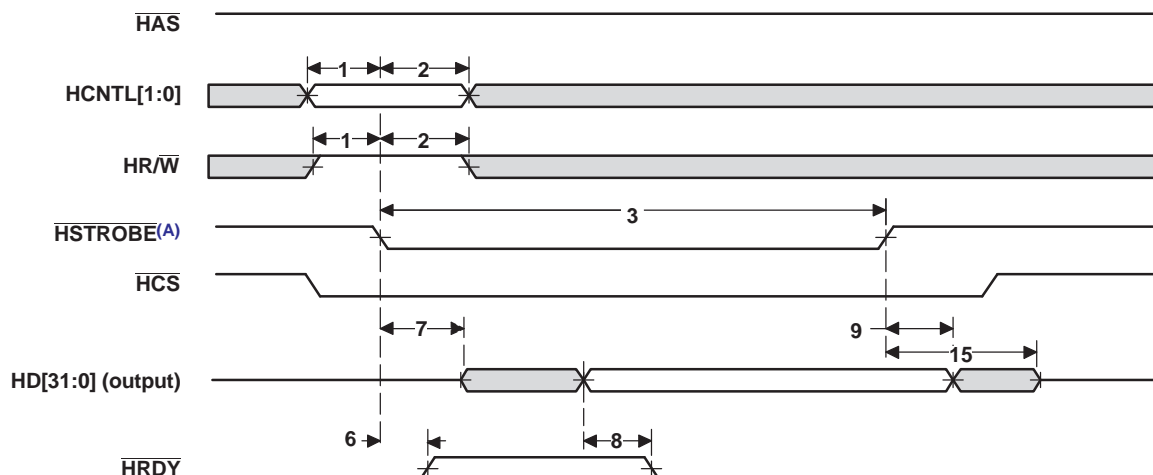 HAS
1 2
HCNTL[1:0]
1 2
HR/W
3
HSTROBE(A)
HCS
7 9
15
HD[31:0] (output)
6 8
HRDY